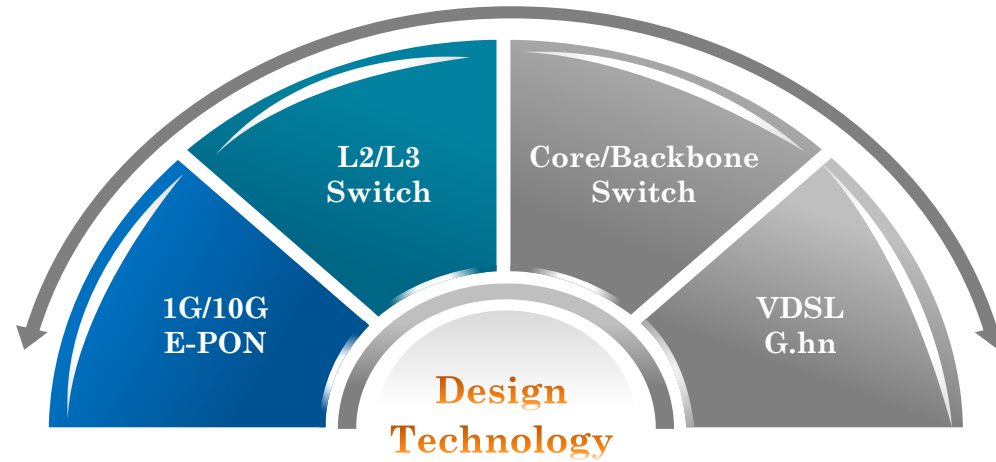 L2/L3
Switch
Core/Backbone
Switch
1G/10G
E-PON
VDSL
G.hn
Design
Technology